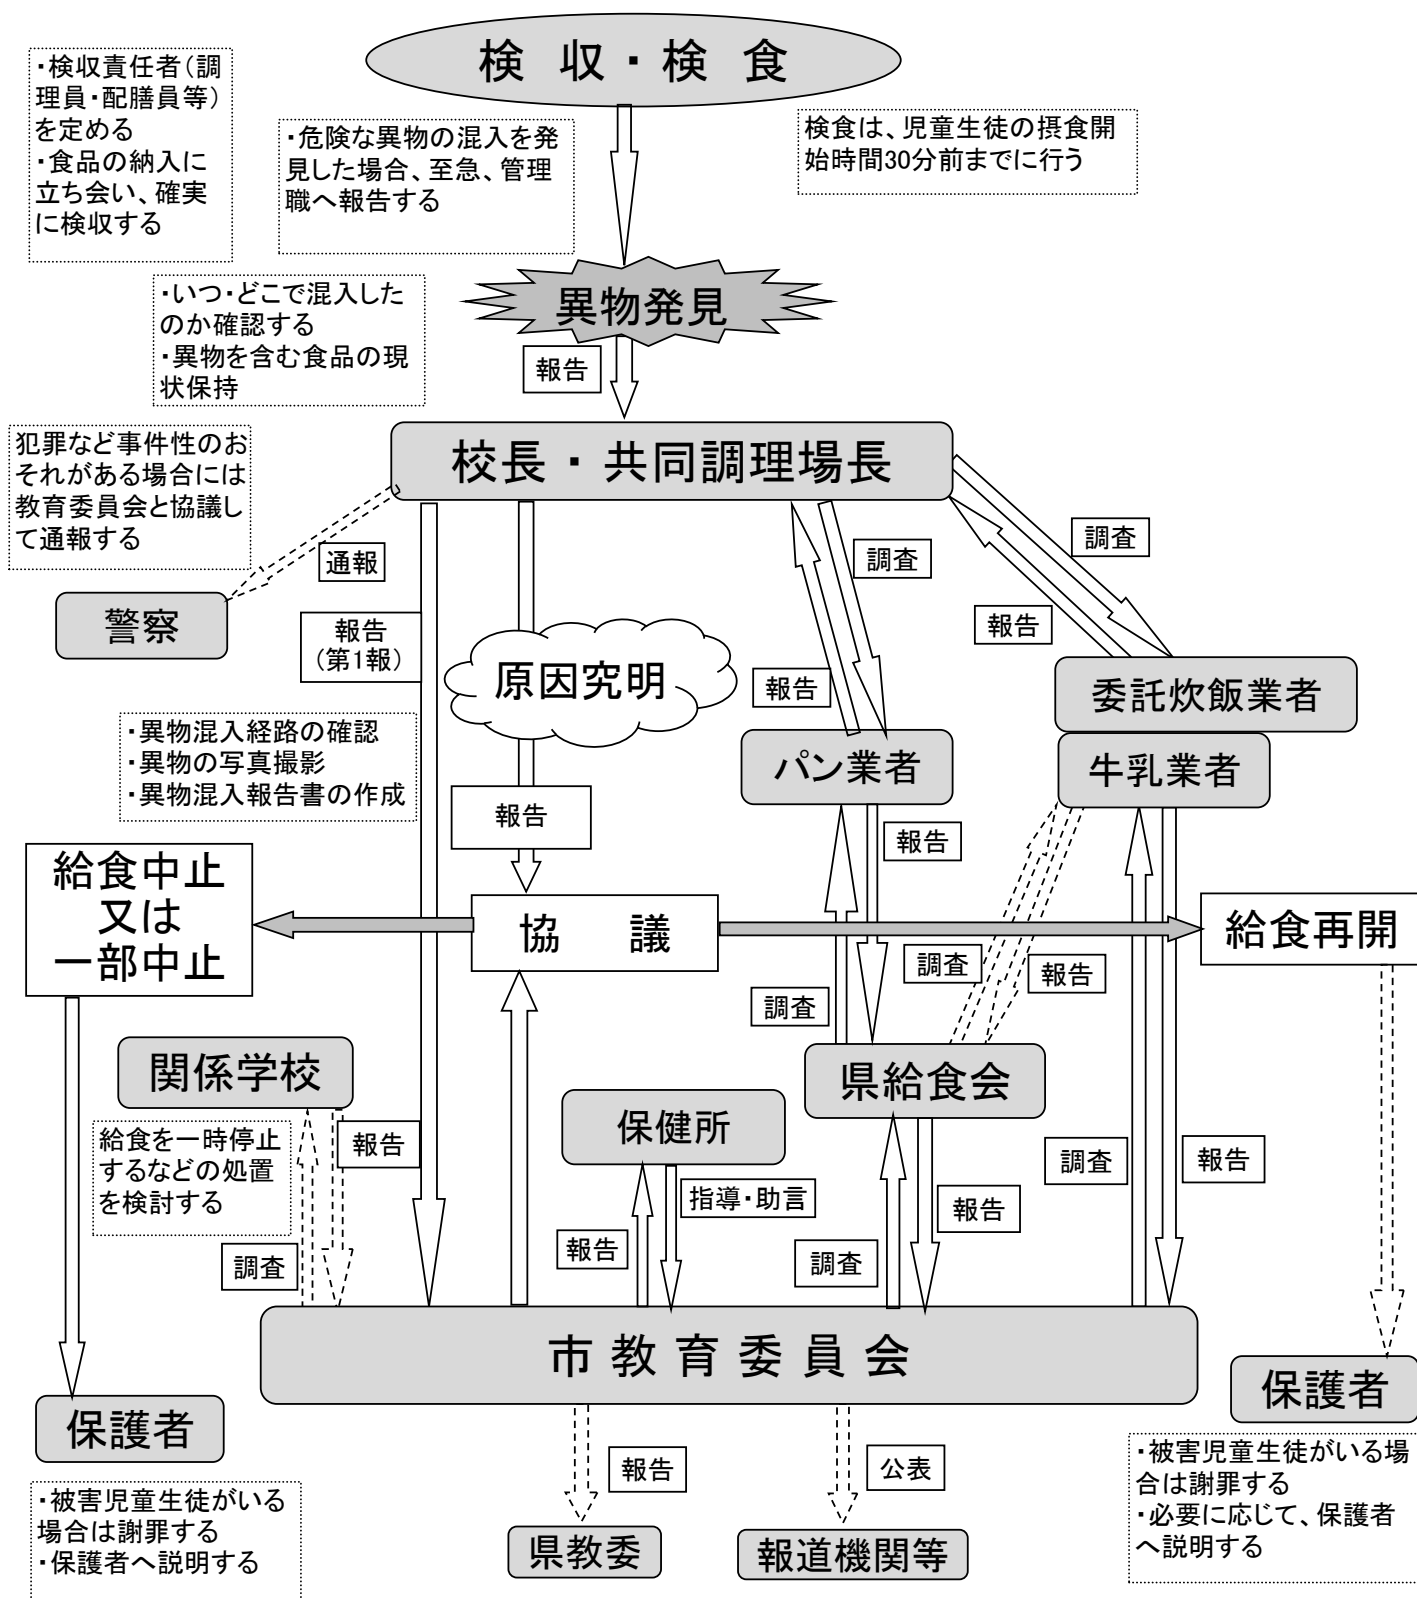 検 収・検 食
・検収責任者(調
理員・配膳員等)
を定める
・食品の納入に
立ち会い、確実
に検収する
・危険な異物の混入を発
見した場合、至急、管理
職へ報告する
検食は、児童生徒の摂食開
始時間30分前までに行う
異物発見
・いつ・どこで混入した
のか確認する
・異物を含む食品の現
状保持
報告
校長・共同調理場長
犯罪など事件性のお
それがある場合には
教育委員会と協議し
て通報する
通報
警察
報告
(第1報)
原因究明
調査
報告
調査
報告
委託炊飯業者
パン業者
牛乳業者
・異物混入経路の確認
・異物の写真撮影
・異物混入報告書の作成
報告
報告
給食中止
又は
一部中止
協 議
給食再開
調査
報告
調査
関係学校
県給食会
保健所
給食を一時停止
するなどの処置
を検討する
報告
調査
報告
指導・助言
報告
報告
調査
調査
市教育委員会
保護者
・被害児童生徒がいる
場合は謝罪する
・保護者へ説明する
報告
県教委
公表
報道機関等
保護者
・被害児童生徒がいる場
合は謝罪する
・必要に応じて、保護者
へ説明する